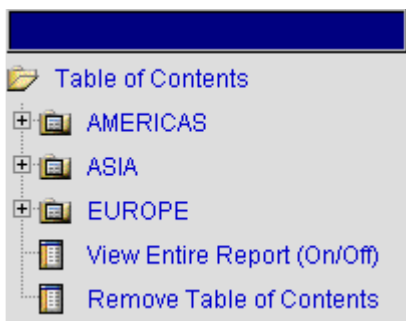 Table of Contents
AMERICAS
ASIA
EUROPE
View Entire Report (On/Off)
Remove Table of Contents